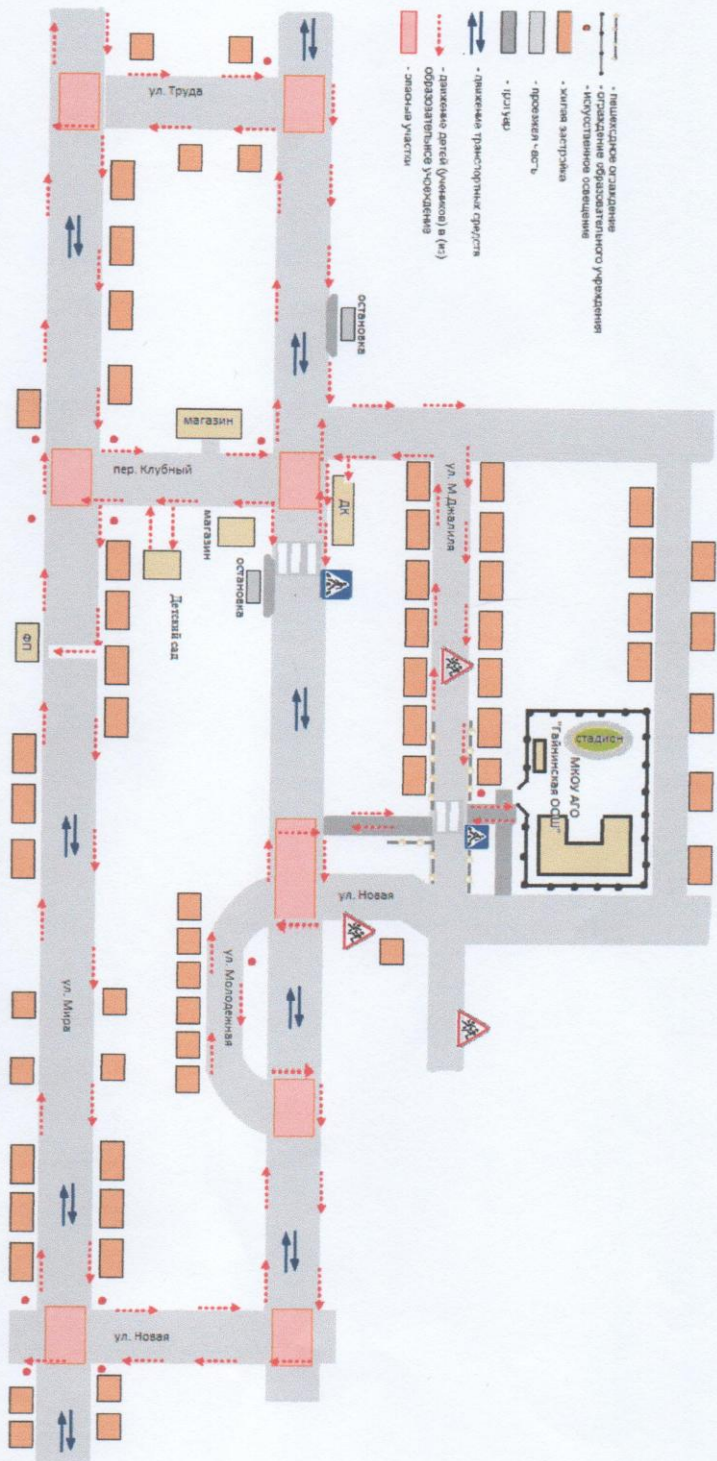 - пешеходное ограждение
- ограждение образовательного учреждения
- искусственное освещение
- жилая застройка
- проезжая часть
- тротуар
- движение транспортных средств
- движение детей (учеников) в (из)
образовательное учреждение
- опасные участки
ул. Труда
остановка
магазин
пер. Клубный
ДК
магазин
остановка
Детский сад
ФП
ул. М.Джалиля
стадион
МКОУ АГО
"Гайнинская ООШ"
ул. Новая
ул. Молодежная
ул. Мира
ул. Новая